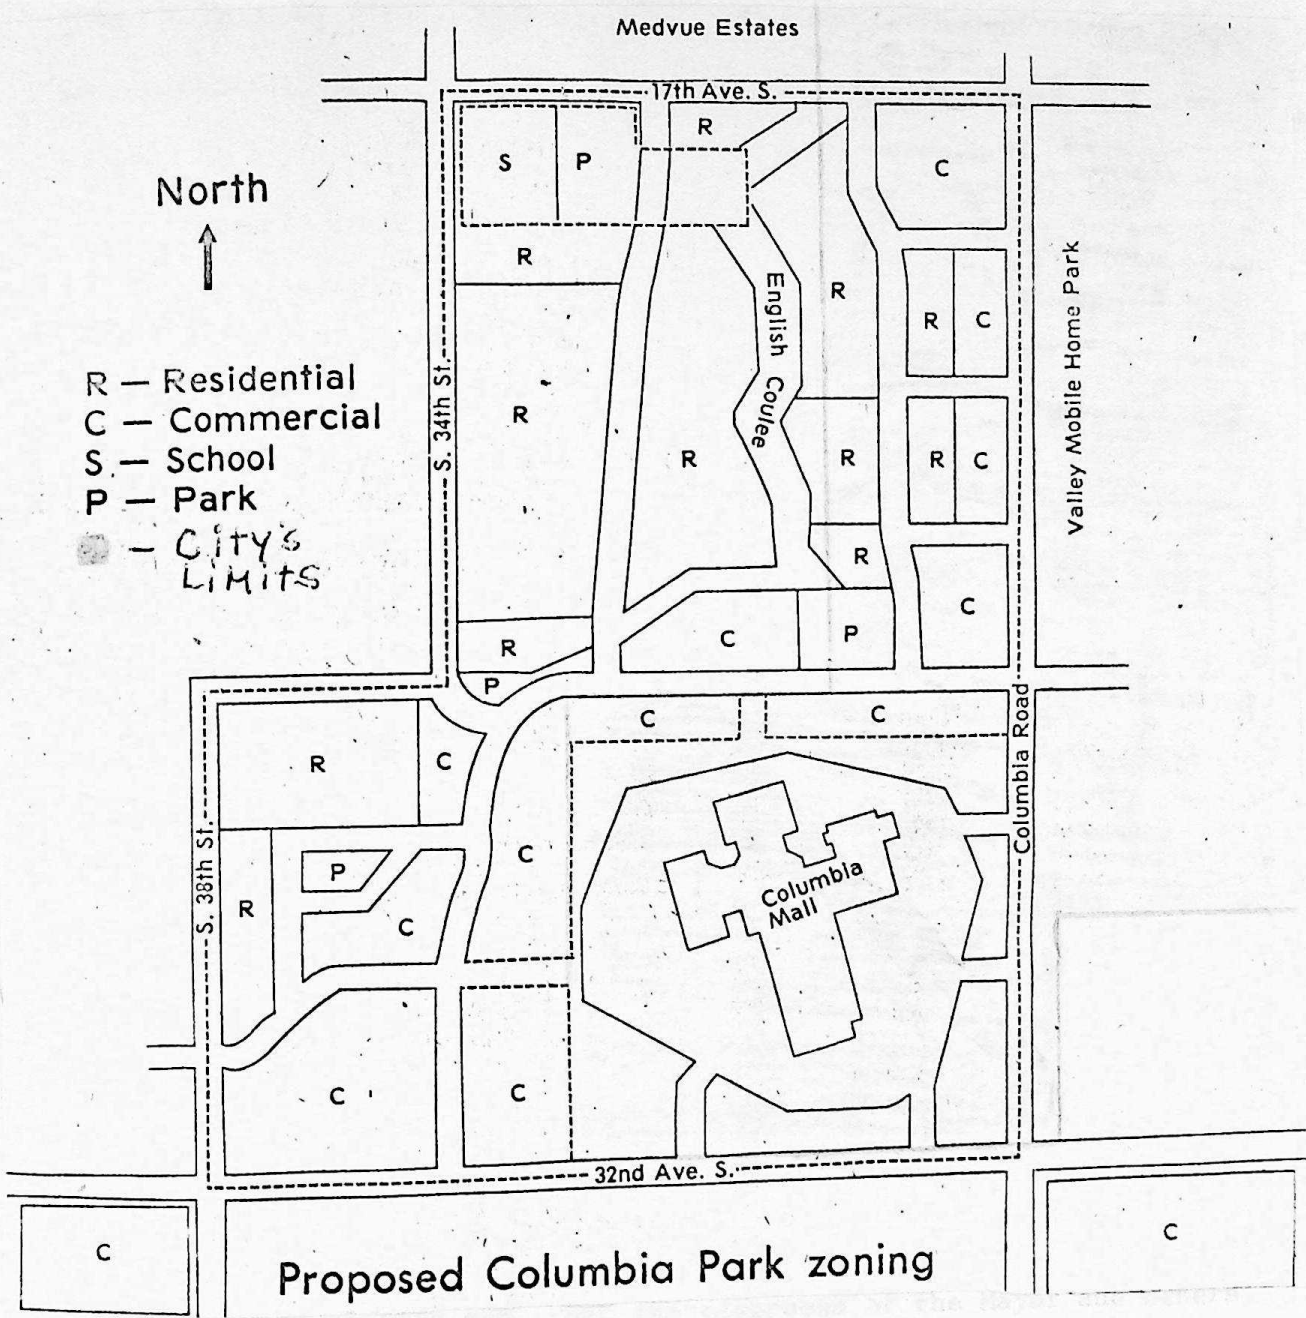 Medvue Estates
17th Ave. S.
R
S
P
C
North
R
English Coulee
R
R
C
Valley Mobile Home Park
R — Residential
C — Commercial
S — School
P — Park
— City's
Limits
S. 34th St.
R
R
R
R
C
R
C
R
C
P
P
C
C
Columbia Road
R
C
S. 38th St.
C
P
R
C
Columbia
Mall
C
C
32nd Ave. S.
C
C
Proposed Columbia Park zoning